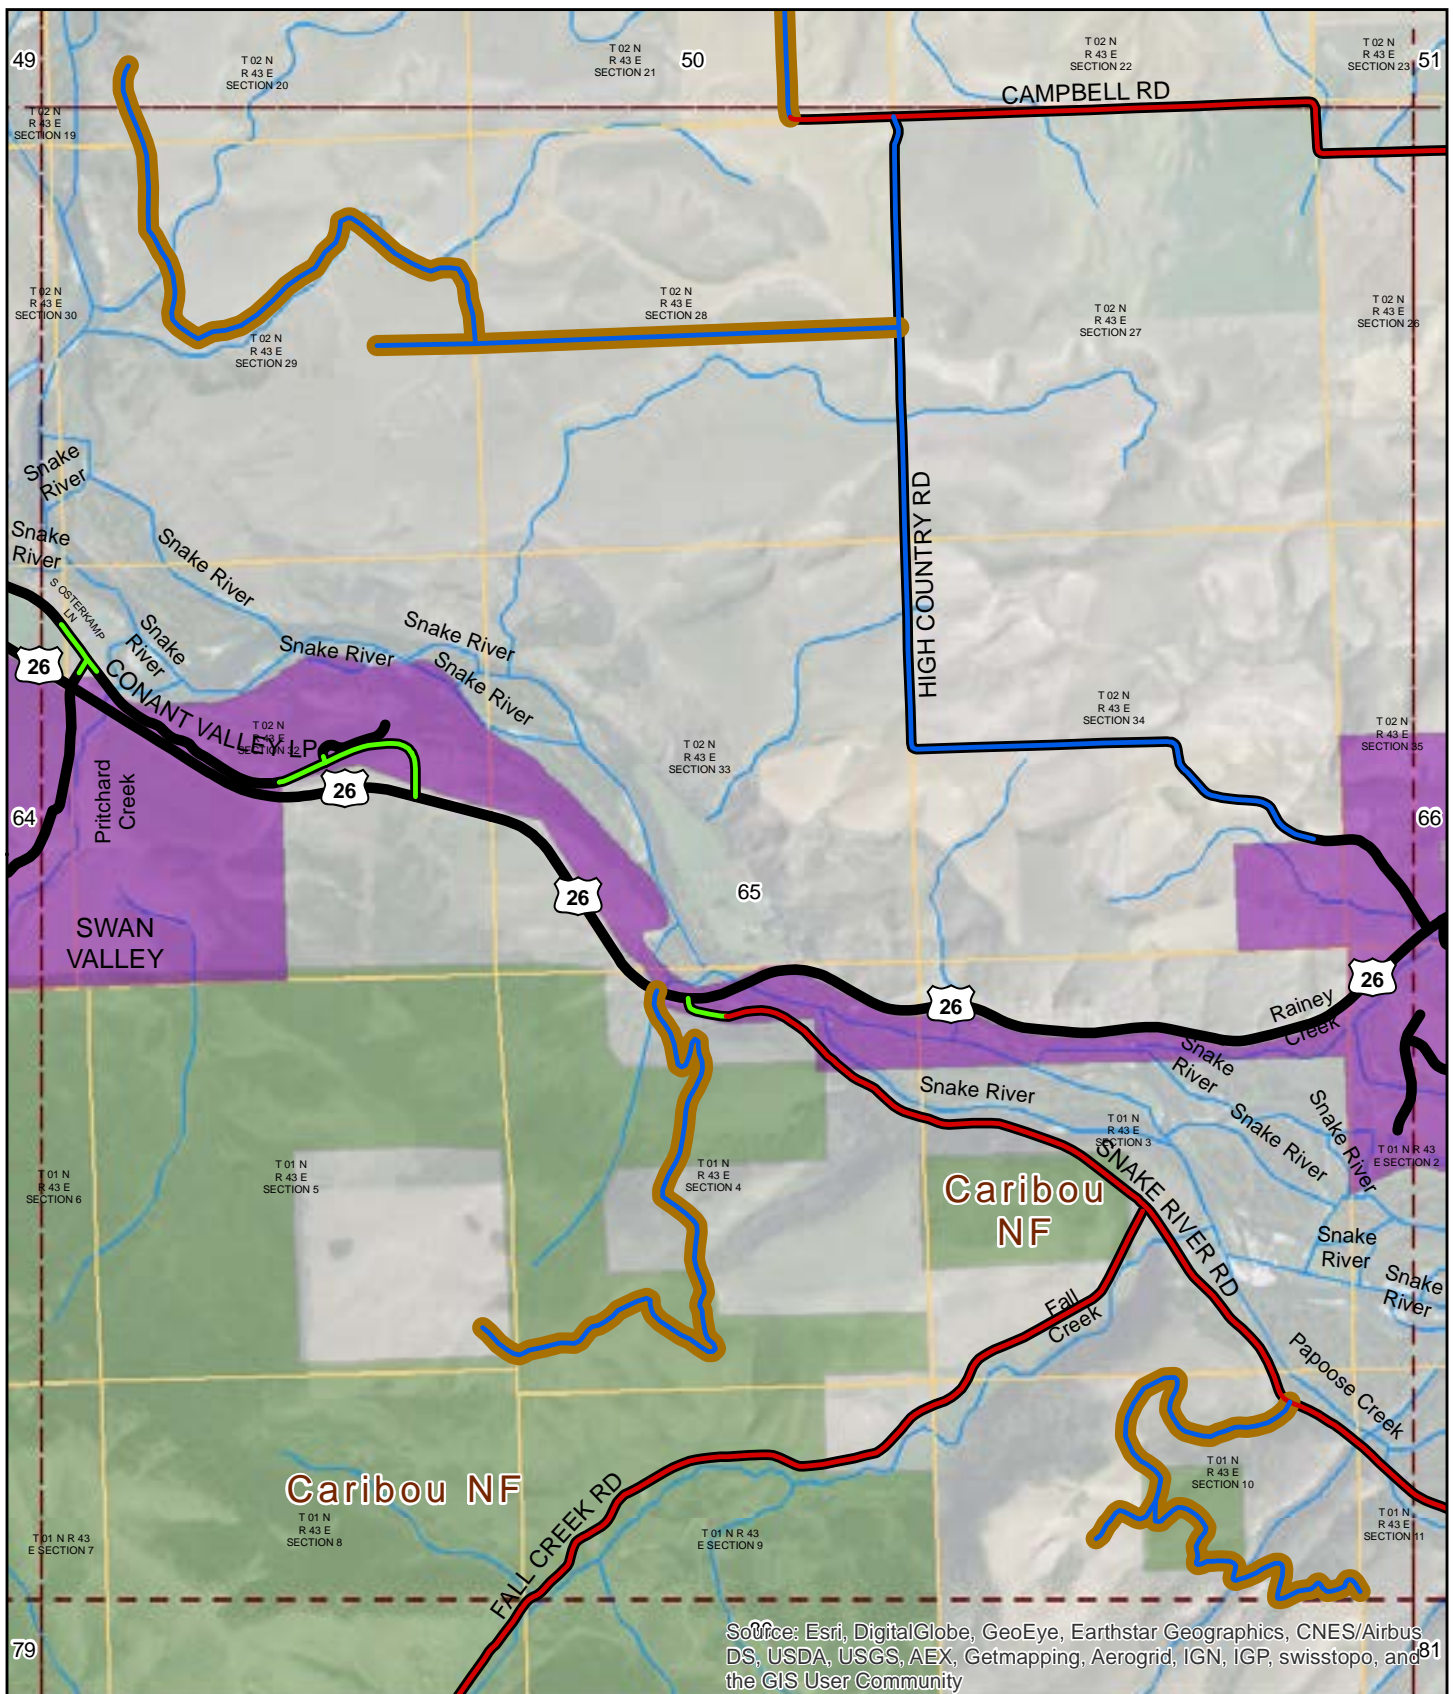 49
T 02 N
R 43 E
SECTION 20
T 02 N
R 43 E
SECTION 21
50
T 02 N
R 43 E
SECTION 22
T 02 N
R 43 E
SECTION 23
51
CAMPBELL RD
T 02 N
R 43 E
SECTION 19
T 02 N
R 43 E
SECTION 30
T 02 N
R 43 E
SECTION 29
T 02 N
R 43 E
SECTION 28
T 02 N
R 43 E
SECTION 27
T 02 N
R 43 E
SECTION 26
Snake
River
Snake
River
Snake River
S OSTERKAMP
LN
Snake
River
Snake River
Snake River
Snake River
HIGH COUNTRY RD
26
CONANT VALLEY LP
T 02 N
R 43 E
SECTION 32
26
T 02 N
R 43 E
SECTION 33
T 02 N
R 43 E
SECTION 34
T 02 N
R 43 E
SECTION 35
Pritchard
Creek
64
66
26
65
SWAN
VALLEY
26
26
Rainey
Creek
Snake
River
Snake River
Snake River
Snake River
T 01 N
R 43 E
SECTION 3
T 01 N R 43
E SECTION 2
SNAKE RIVER RD
T 01 N
R 43 E
SECTION 6
T 01 N
R 43 E
SECTION 5
T 01 N
R 43 E
SECTION 4
Caribou
NF
Snake
River
Snake
River
Fall
Creek
Papoose Creek
Caribou NF
T 01 N
R 43 E
SECTION 10
FALL CREEK RD
T 01 N R 43
E SECTION 7
T 01 N
R 43 E
SECTION 8
T 01 N R 43
E SECTION 9
T 01 N
R 43 E
SECTION 11
79
81
Source: Esri, DigitalGlobe, GeoEye, Earthstar Geographics, CNES/Airbus
DS, USDA, USGS, AEX, Getmapping, Aerogrid, IGN, IGP, swisstopo, and
the GIS User Community